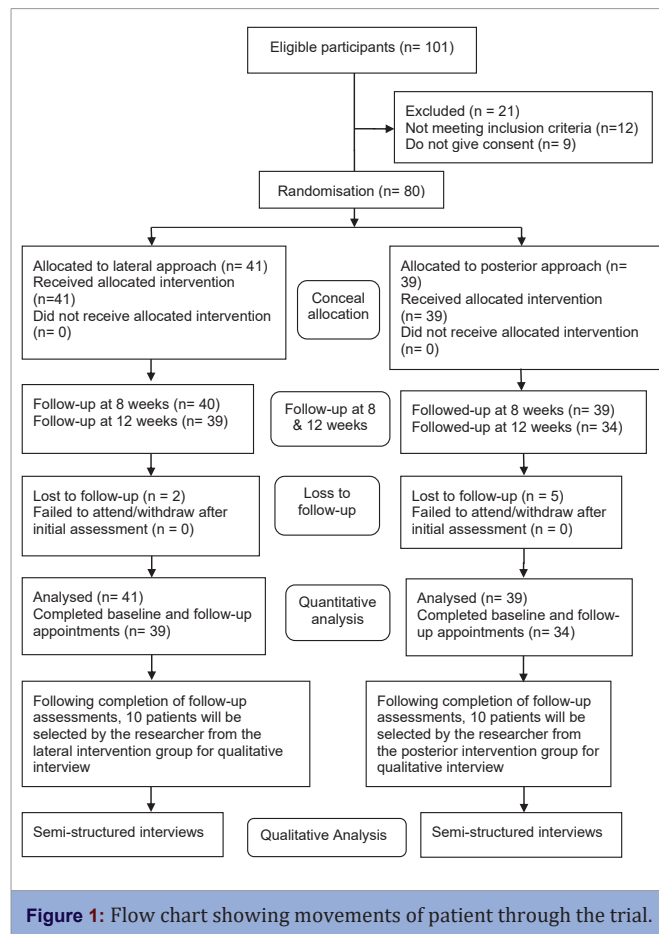 Eligible participants (n= 101)
Excluded (n = 21)
Not meeting inclusion criteria (n=12)
Do not give consent (n= 9)
Randomisation (n= 80)
Allocated to lateral approach (n= 41)
Received allocated intervention
(n=41)
Did not receive allocated intervention
(n= 0)
Conceal
allocation
Allocated to posterior approach (n=
39)
Received allocated intervention
(n= 39)
Did not receive allocated intervention
(n= 0)
Follow-up at 8 weeks (n= 40)
Follow-up at 12 weeks (n= 39)
Follow-up at 8
& 12 weeks
Followed-up at 8 weeks (n= 39)
Followed-up at 12 weeks (n= 34)
Lost to follow-up (n = 2)
Failed to attend/withdraw after
initial assessment (n = 0)
Loss to
follow-up
Lost to follow-up (n = 5)
Failed to attend/withdraw after
initial assessment (n = 0)
Analysed (n = 41)
Completed baseline and follow-up
appointments (n= 39)
Quantitative
analysis
Analysed (n = 39)
Completed baseline and follow-
up appointments (n= 34)
Following completion of follow-up
assessments, 10 patients will be
selected by the researcher from the
lateral intervention group for qualitative
interview
Following completion of follow-up
assessments, 10 patients will be
selected by the researcher from
the posterior intervention group for
qualitative interview
Semi-structured interviews
Qualitative Analysis
Semi-structured interviews
Figure 1: Flow chart showing movements of patient through the trial.